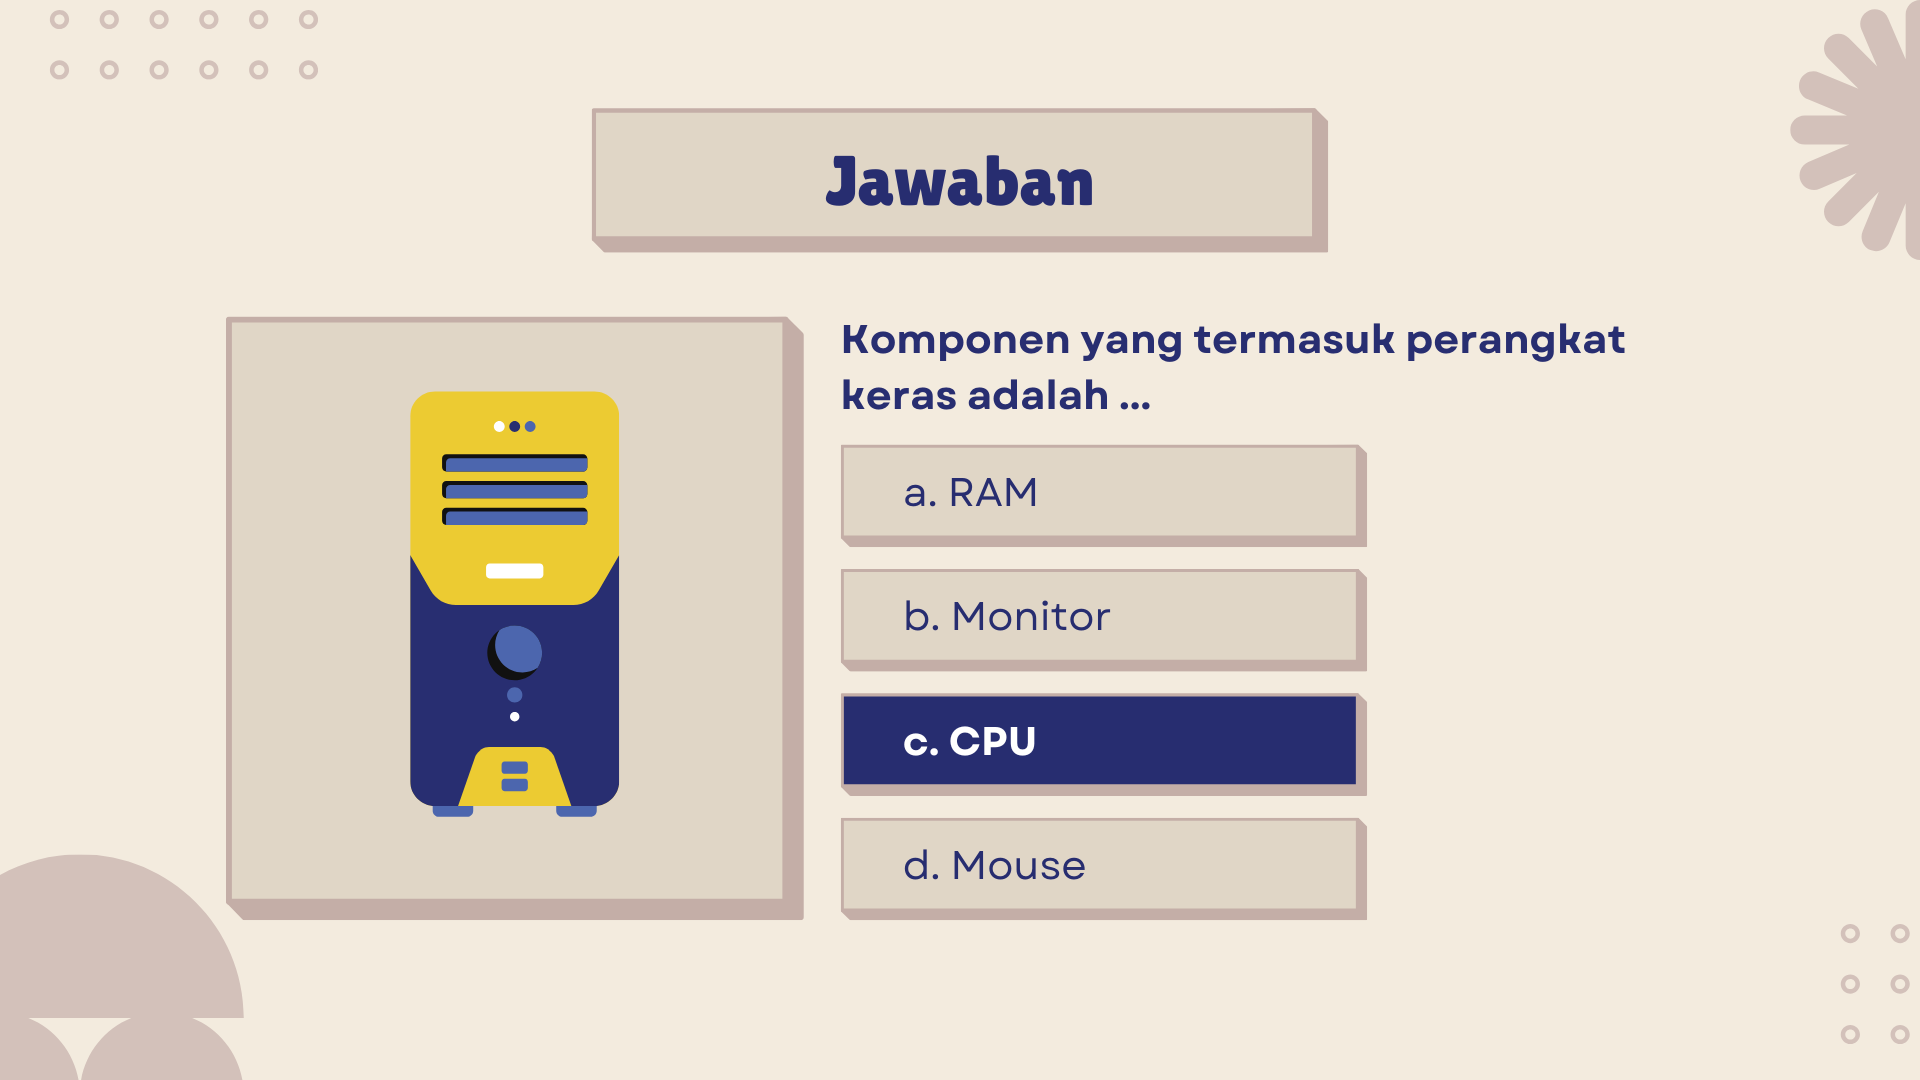 Jawaban
Komponen yang termasuk perangkat
keras adalah ...
a. RAM
b. Monitor
c. CPU
d. Mouse